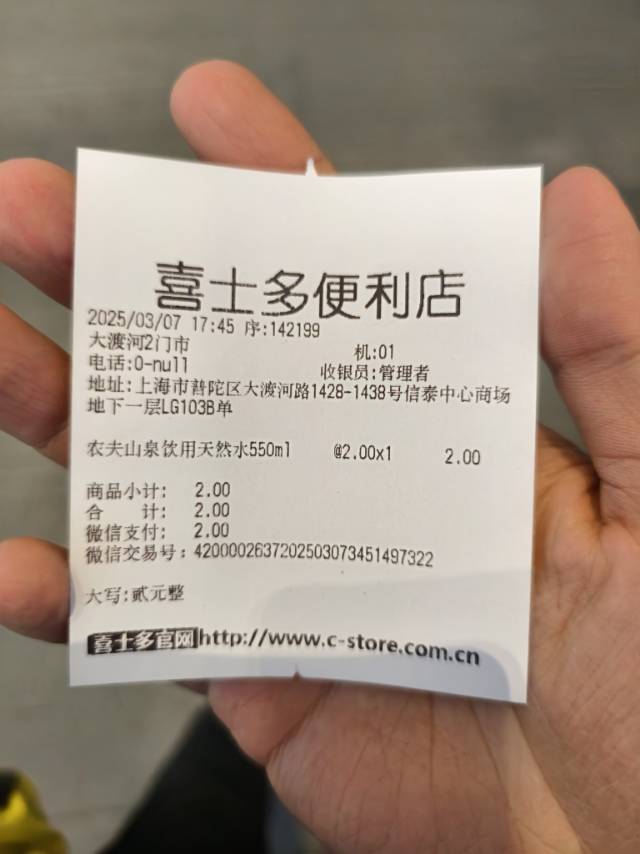 喜士多便利店
2025/03/07 17:45 序:142199
大渡河2门市 机:01
电话:0-null 收银员:管理者
地址:上海市普陀区大渡河路1428-1438号信泰中心商场
地下一层LG103B单
农夫山泉饮用天然水550ml @2.00x1 2.00
商品小计: 2.00
合 计: 2.00
微信支付: 2.00
微信交易号:4200002637202503073451497322
大写:贰元整
喜士多官网http://www.c-store.com.cn